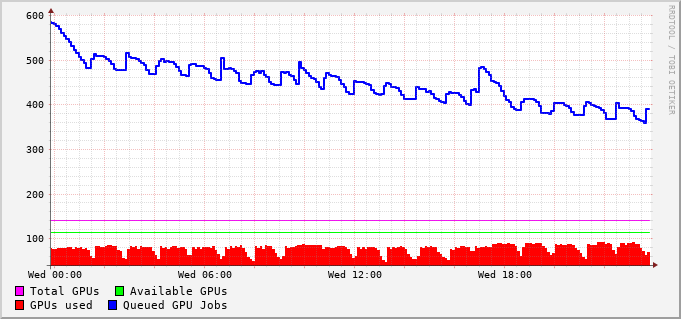 600
500
400
300
200
100
Wed 00:00 Wed 06:00 Wed 12:00 Wed 18:00
Total GPUs Available GPUs
GPUs used Queued GPU Jobs
RRDTOOL / TOBI OETIKER